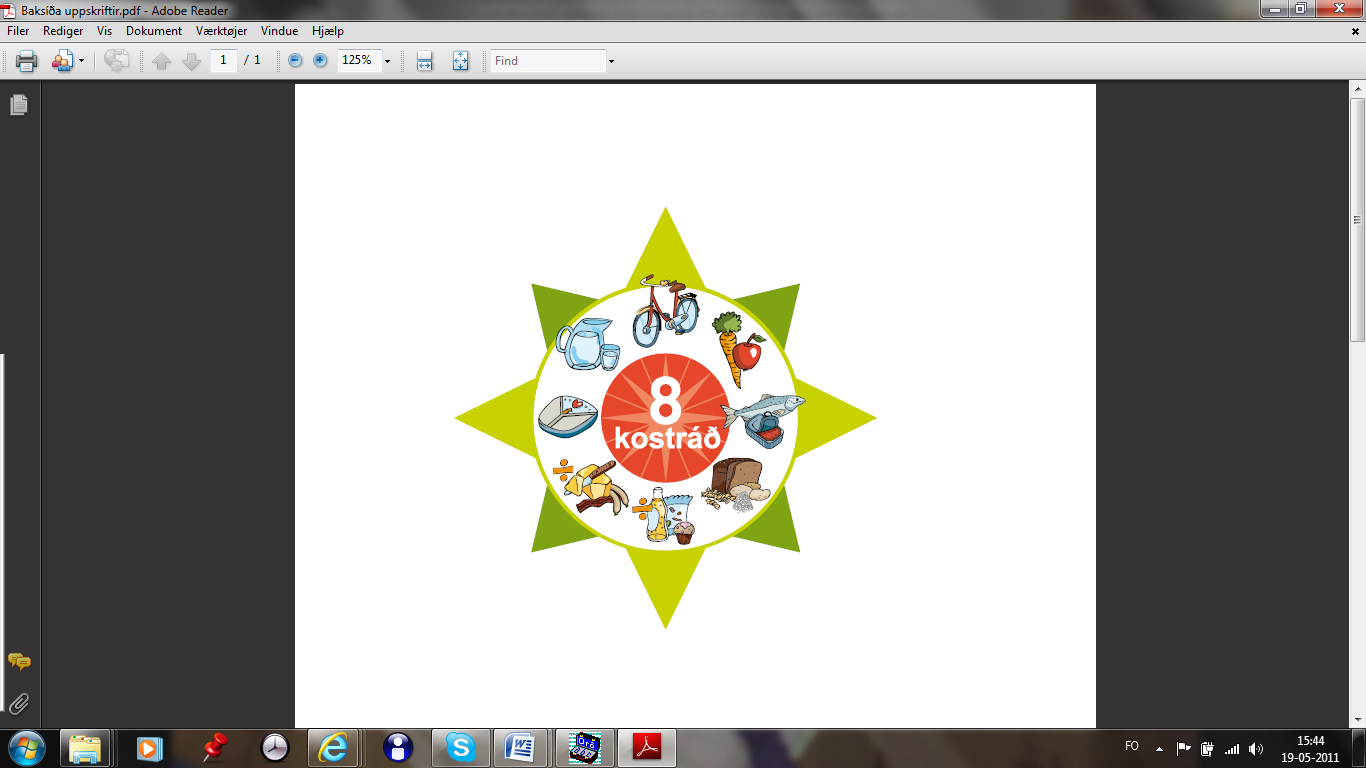 Baksíða uppskriftir.pdf - Adobe Reader
Filer Rediger Vis Dokument Værktøjer Vindue Hjælp
1 / 1 125% Find
8
kostráð
FO
15:44
19-05-2011